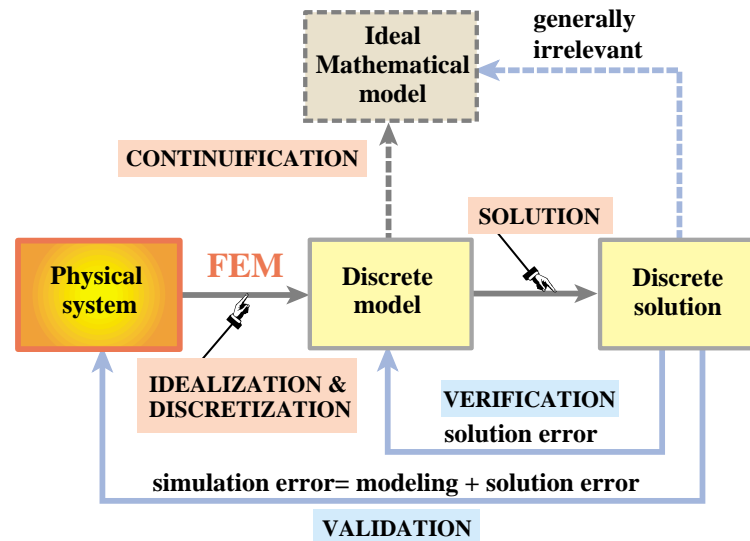 generally
irrelevant
Ideal
Mathematical
model
CONTINUIFICATION
SOLUTION
FEM
Physical
system
Discrete
model
Discrete
solution
IDEALIZATION &
DISCRETIZATION
VERIFICATION
solution error
simulation error= modeling + solution error
VALIDATION